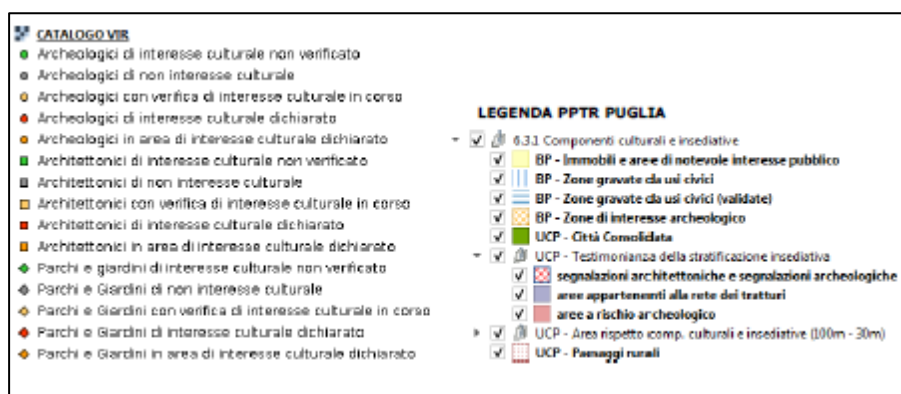 CATALOGO VIR
Archeologici di interesse culturale non verificato
Archeologici di non interesse culturale
Archeologici con verifica di interesse culturale in corso
Archeologici di interesse culturale dichiarato
Archeologici in area di interesse culturale dichiarato
Architettonici di interesse culturale non verificato
Architettonici di non interesse culturale
Architettonici con verifica di interesse culturale in corso
Architettonici di interesse culturale dichiarato
Architettonici in area di interesse culturale dichiarato
Parchi e giardini di interesse culturale non verificato
Parchi e Giardini di non interesse culturale
Parchi e Giardini con verifica di interesse culturale in corso
Parchi e Giardini di interesse culturale dichiarato
Parchi e Giardini in area di interesse culturale dichiarato
LEGENDA PPTR PUGLIA
6.3.1 Componenti culturali e insediative
BP - Immobili e aree di notevole interesse pubblico
BP - Zone gravate da usi civici
BP - Zone gravate da usi civici (validate)
BP - Zone di interesse archeologico
UCP - Città Consolidata
UCP - Testimonianza della stratificazione insediativa
segnalazioni architettoniche e segnalazioni archeologiche
aree appartenenti alla rete dei tratturi
aree a rischio archeologico
UCP - Area rispetto comp. culturali e insediative (100m - 30m)
UCP - Paesaggi rurali